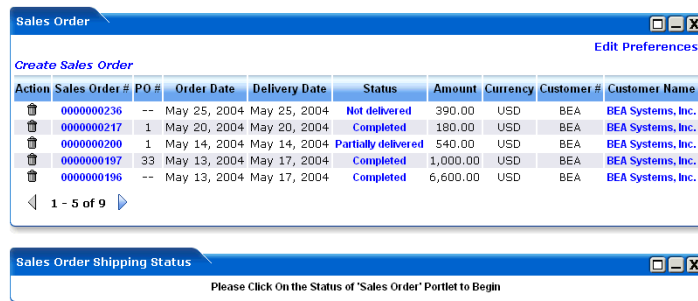 Sales Order
Edit Preferences
Create Sales Order
Action Sales Order # PO # Order Date Delivery Date Status Amount Currency Customer # Customer Name
0000000236 -- May 25, 2004 May 25, 2004 Not delivered 390.00 USD BEA BEA Systems, Inc.
0000000217 1 May 20, 2004 May 20, 2004 Completed 180.00 USD BEA BEA Systems, Inc.
0000000200 1 May 14, 2004 May 14, 2004 Partially delivered 540.00 USD BEA BEA Systems, Inc.
0000000197 33 May 13, 2004 May 17, 2004 Completed 1,000.00 USD BEA BEA Systems, Inc.
0000000196 -- May 13, 2004 May 17, 2004 Completed 6,600.00 USD BEA BEA Systems, Inc.
1 - 5 of 9
Sales Order Shipping Status
Please Click On the Status of 'Sales Order' Portlet to Begin